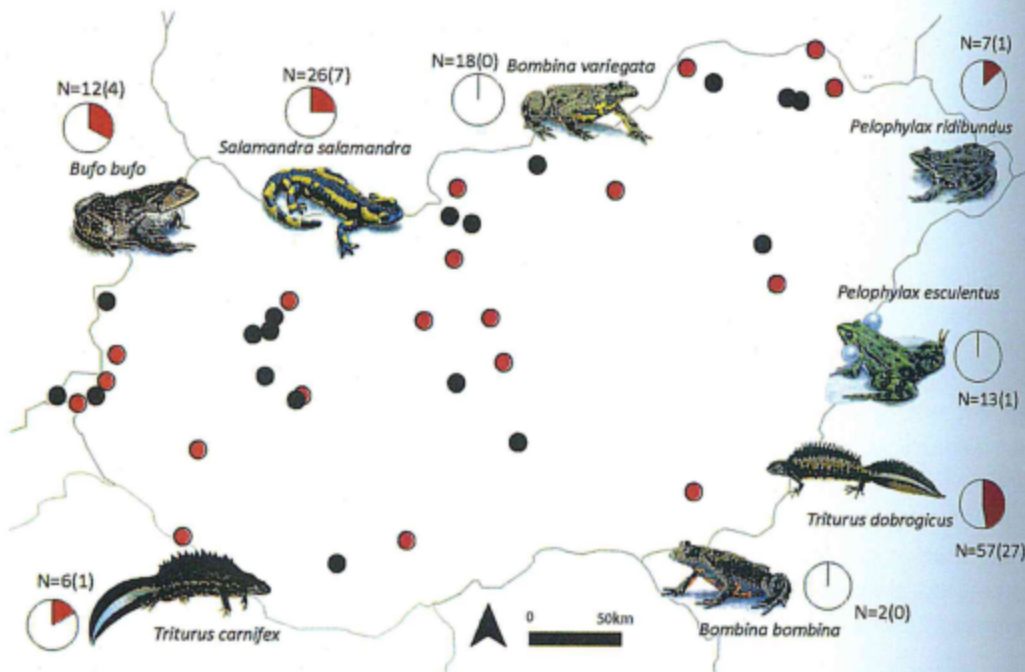 N=12(4)
Bufo bufo
N=26(7)
Salamandra salamandra
N=18(0)
Bombina variegata
N=7(1)
Pelophylax ridibundus
Pelophylax esculentus
N=13(1)
Triturus dobrogicus
N=57(27)
N=6(1)
Triturus carnifex
0 50km
Bombina bombina
N=2(0)